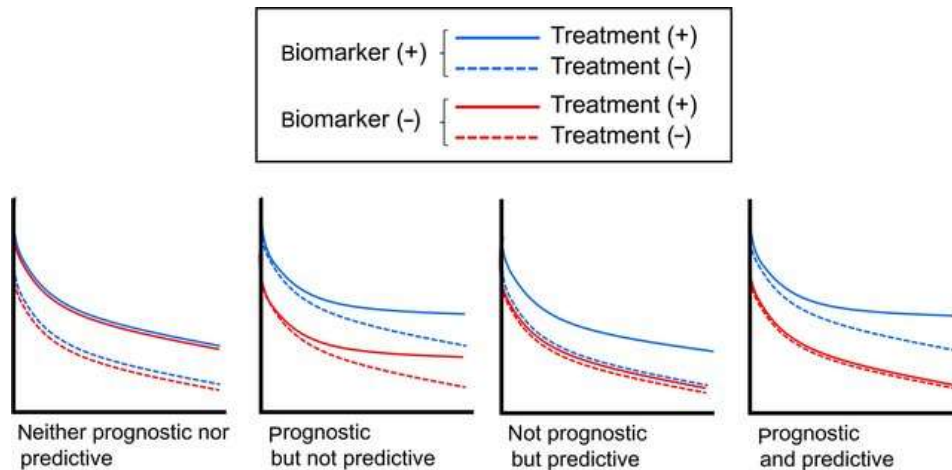 Biomarker (+)
Treatment (+)
Treatment (–)
Biomarker (-)
Treatment (+)
Treatment (–)
Neither prognostic nor
predictive
Prognostic
but not predictive
Not prognostic
but predictive
Prognostic
and predictive